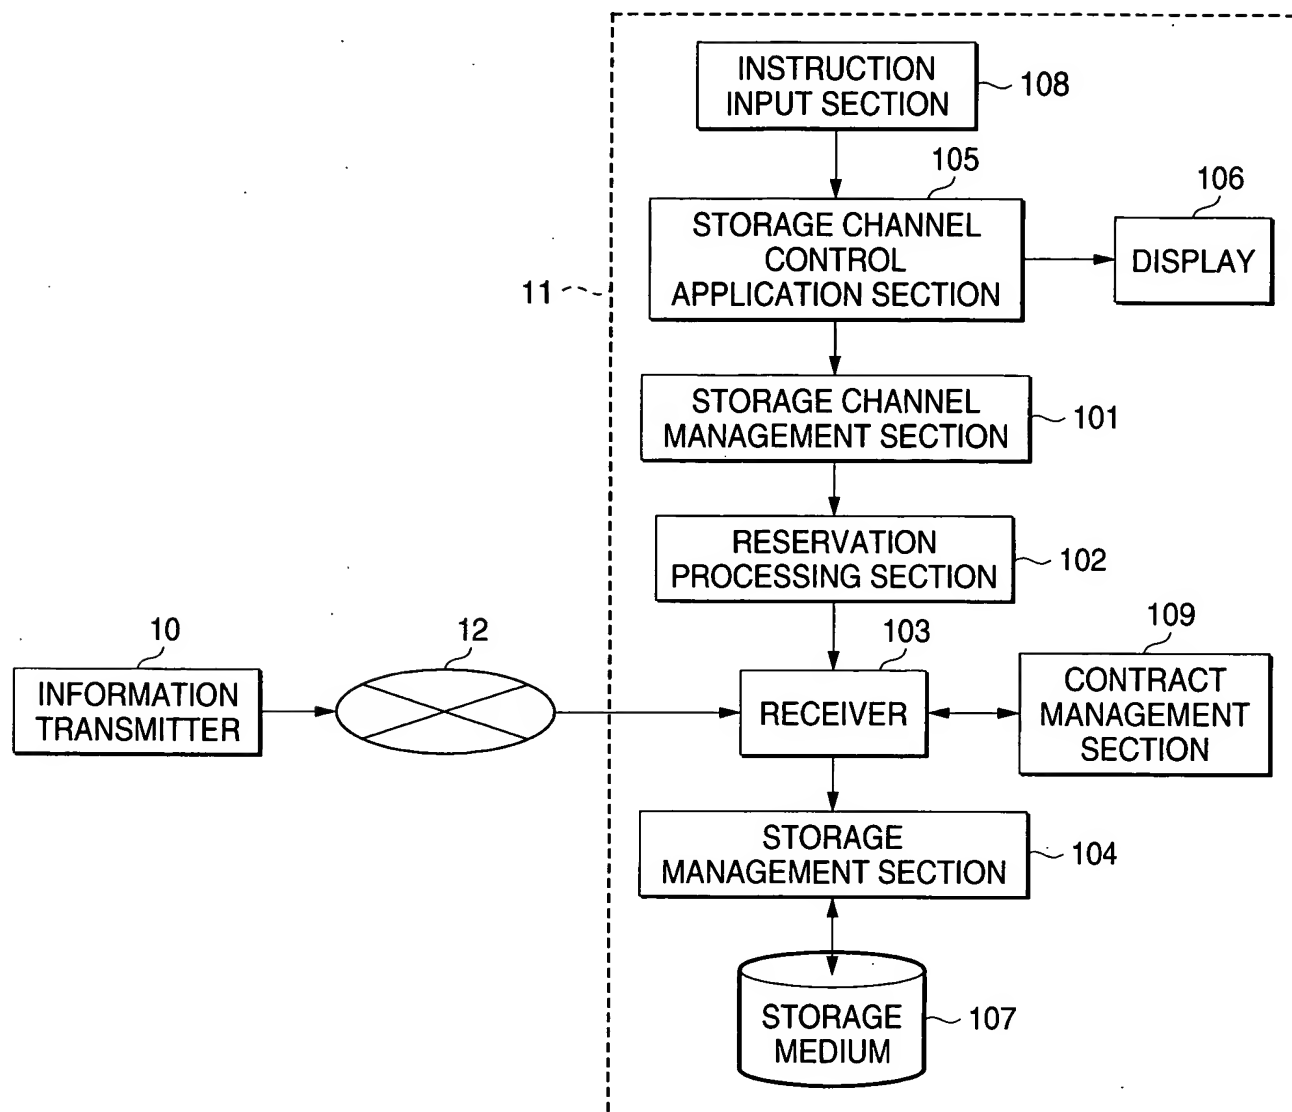 INSTRUCTION
INPUT SECTION
108
105
STORAGE CHANNEL
CONTROL
APPLICATION SECTION
106
DISPLAY
11
STORAGE CHANNEL
MANAGEMENT SECTION
101
RESERVATION
PROCESSING SECTION
102
10
INFORMATION
TRANSMITTER
12
103
RECEIVER
109
CONTRACT
MANAGEMENT
SECTION
STORAGE
MANAGEMENT SECTION
104
STORAGE
MEDIUM
107